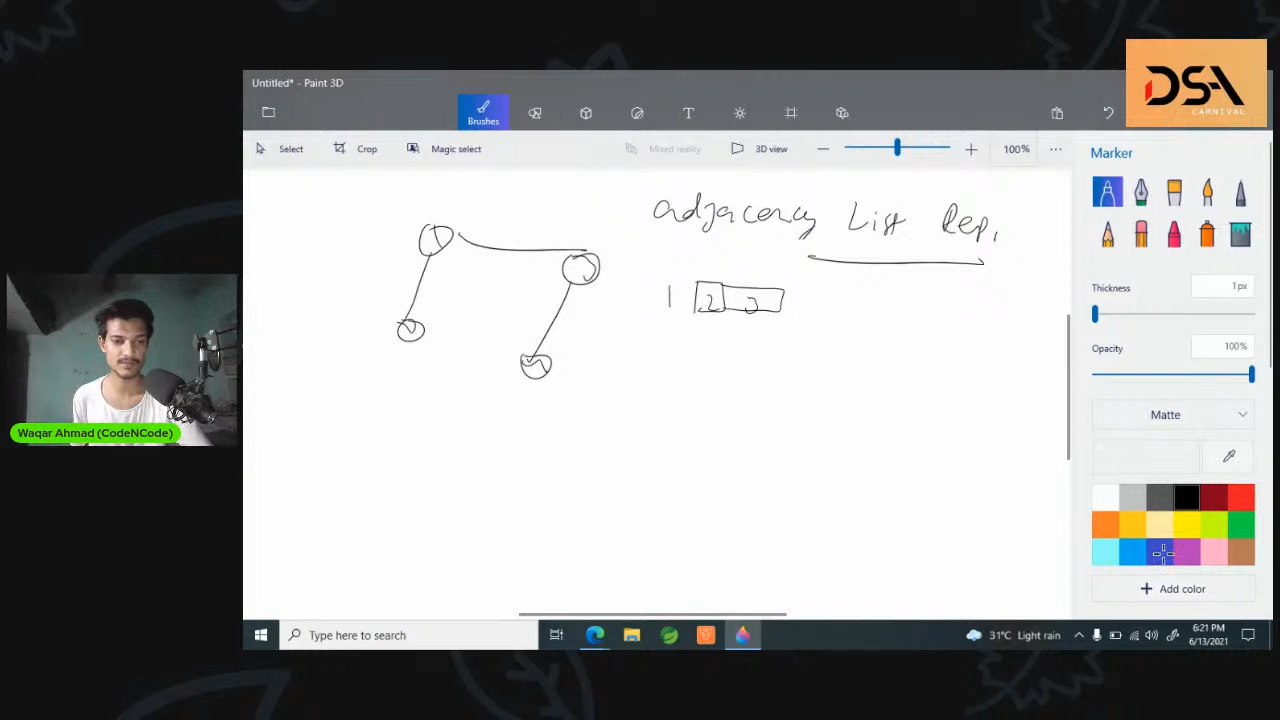 DSA
CARNIVAL
Untitled* - Paint 3D
Brushes
Select
Crop
Magic select
Mixed reality
3D view
100%
Marker
Thickness
1px
Opacity
100%
Matte
Add color
adjacency List Rep.
1
1 2
Waqar Ahmad (CodeNCode)
Type here to search
31°C Light rain
6:21 PM
6/13/2021